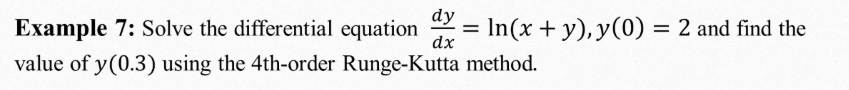 Example 7: Solve the differential equation dy/dx = ln(x + y), y(0) = 2 and find the
value of y(0.3) using the 4th-order Runge-Kutta method.